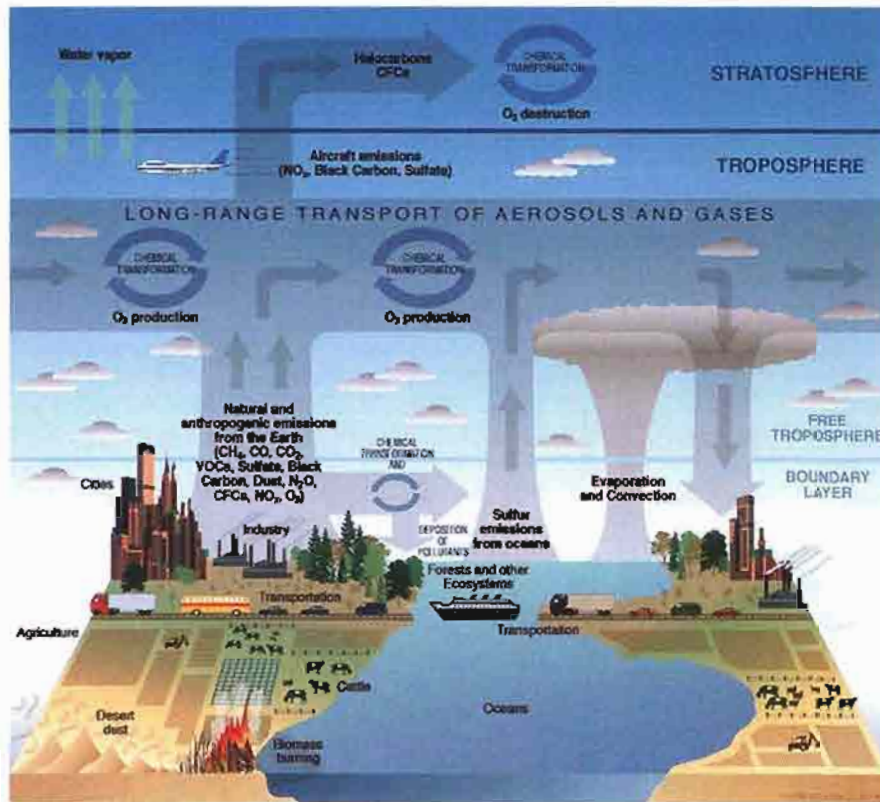 Water vapor
Halocarbons
CFCs
CHEMICAL
TRANSFORMATION
O₃ destruction
STRATOSPHERE
Aircraft emissions
(NOₓ, Black Carbon, Sulfate)
TROPOSPHERE
LONG-RANGE TRANSPORT OF AEROSOLS AND GASES
CHEMICAL
TRANSFORMATION
O₃ production
CHEMICAL
TRANSFORMATION
O₃ production
Natural and
anthropogenic emissions
from the Earth
(CH₄, CO, CO₂,
VOCs, Sulfate, Black
Carbon, Dust, N₂O,
CFCs, NOₓ, O₃)
CHEMICAL
TRANSFORMATION
AND
DEPOSITION
OF
POLLUTANTS
FREE
TROPOSPHERE
BOUNDARY
LAYER
Cities
Industry
Sulfur
emissions
from oceans
Evaporation
and Convection
Forests and other
Ecosystems
Transportation
Transportation
Agriculture
Cattle
Desert
dust
Biomass
burning
Oceans